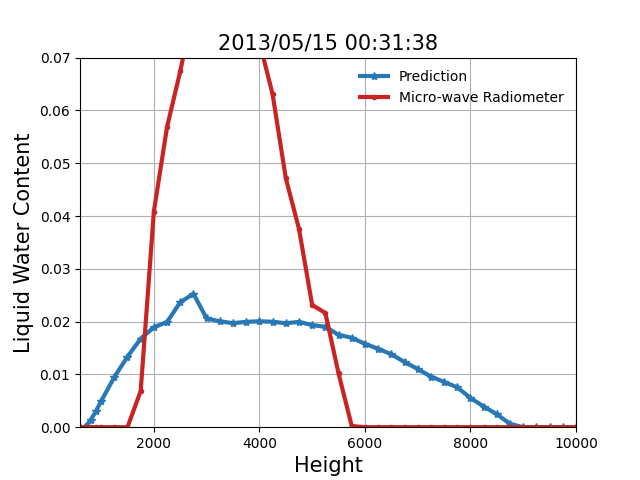 2013/05/15 00:31:38
Prediction
Micro-wave Radiometer
Liquid Water Content
0.07
0.06
0.05
0.04
0.03
0.02
0.01
0.00
2000 4000 6000 8000 10000
Height